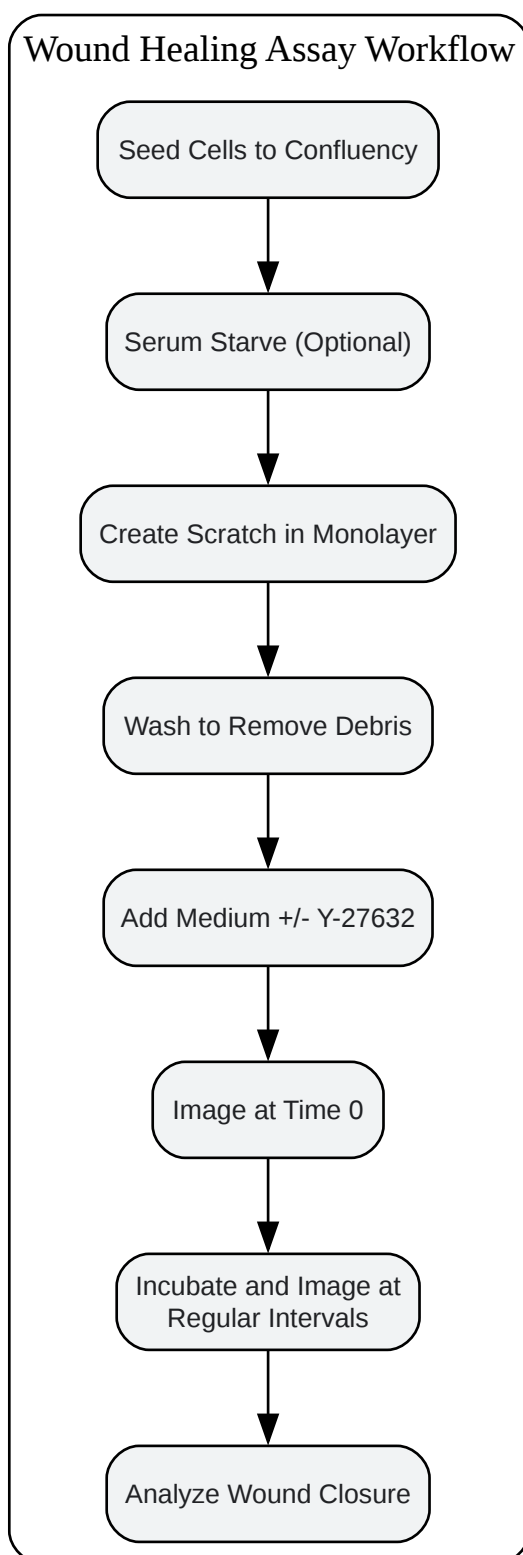 Wound Healing Assay Workflow
Seed Cells to Confluency
Serum Starve (Optional)
Create Scratch in Monolayer
Wash to Remove Debris
Add Medium +/- Y-27632
Image at Time 0
Incubate and Image at
Regular Intervals
Analyze Wound Closure